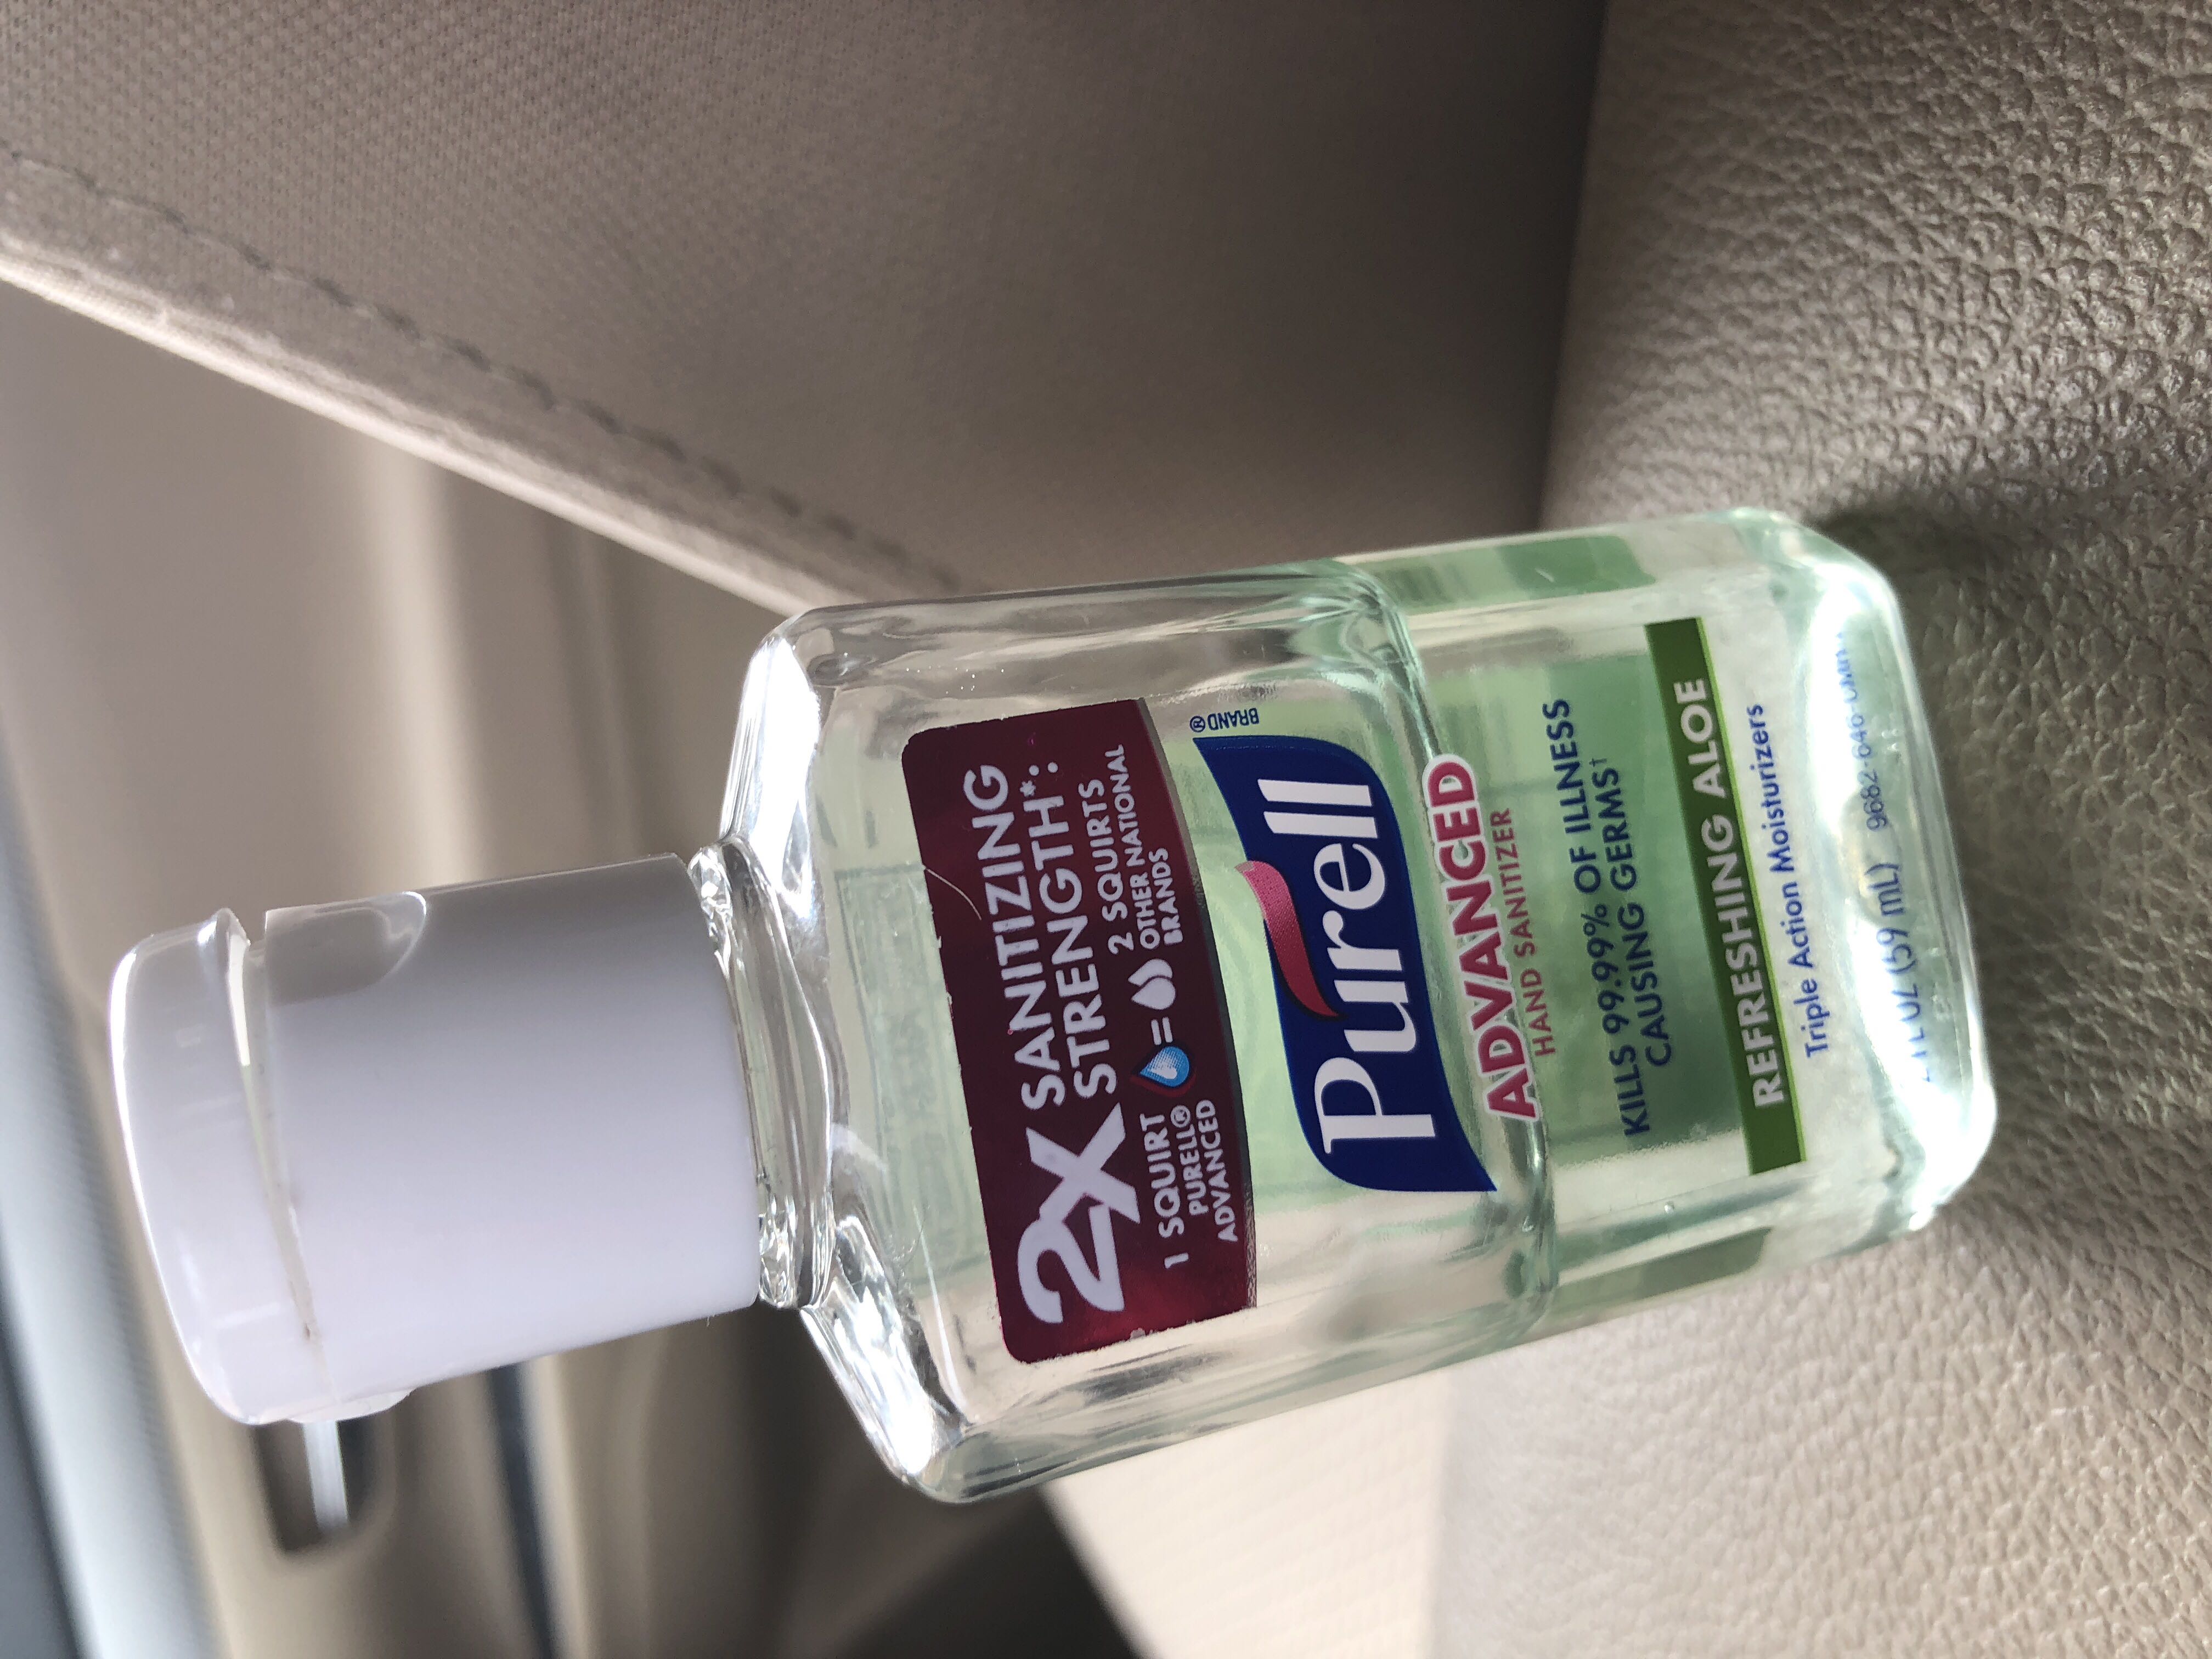 2X SANITIZING
STRENGTH*:
1 SQUIRT
PURELL®
ADVANCED
=
2 SQUIRTS
OTHER NATIONAL
BRANDS
BRAND®
Purell
ADVANCED
HAND SANITIZER
KILLS 99.99% OF ILLNESS
CAUSING GERMS†
REFRESHING ALOE
Triple Action Moisturizers
(59 mL)